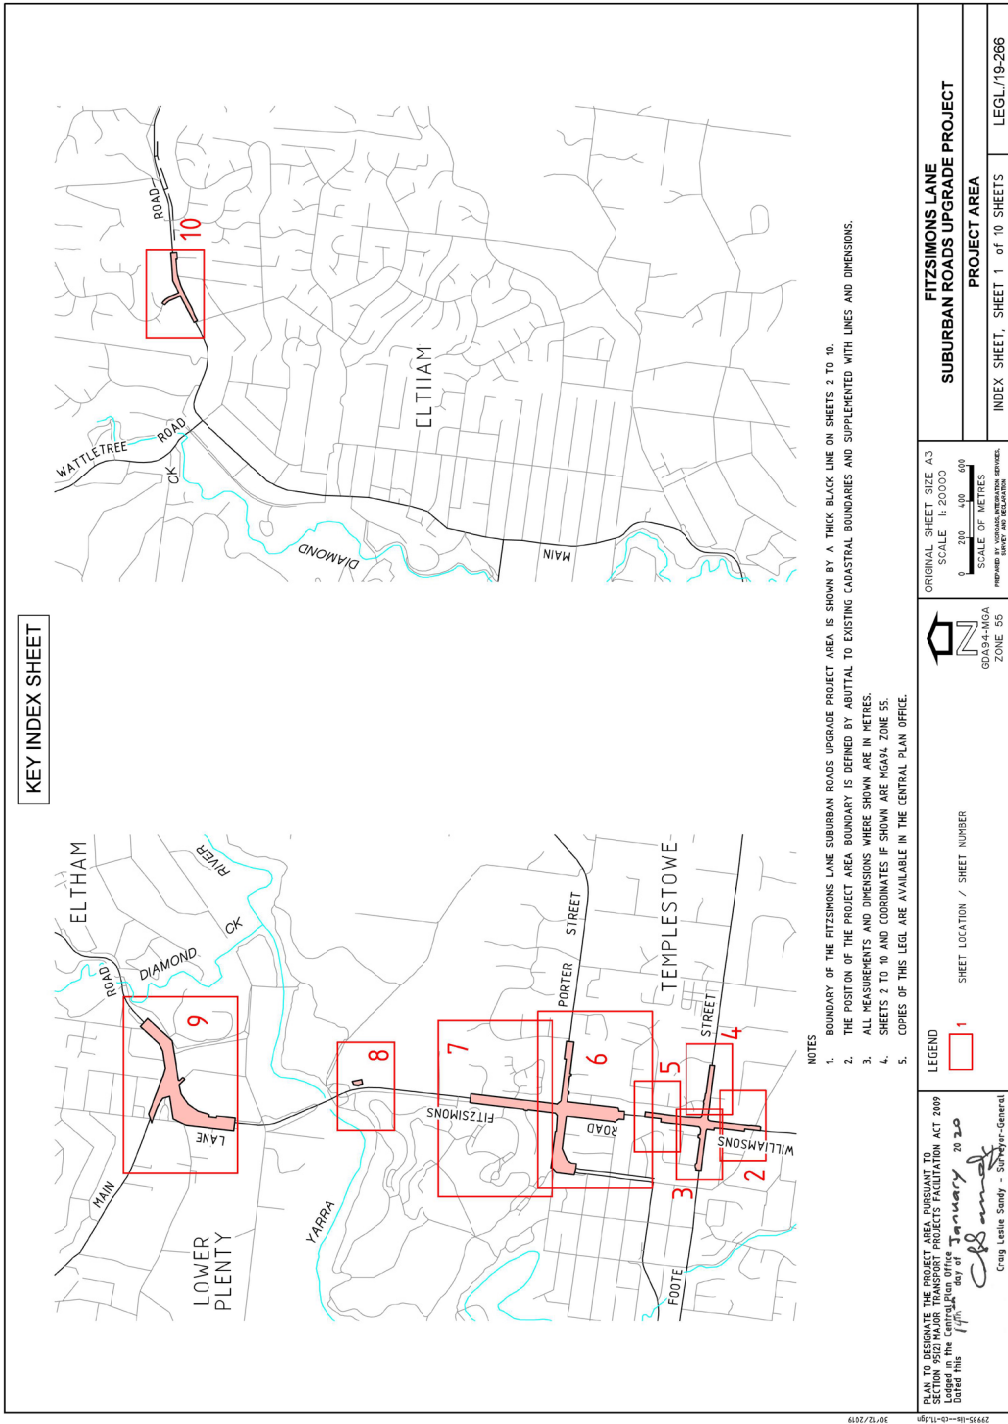 KEY INDEX SHEET
ELTHAM
ROAD
DIAMOND
CK
RIVER
9
MAIN
LANE
LOWER
PLENTY
YARRA
8
7
FITZSIMONS
PORTER
STREET
6
ROAD
TEMPLESTOWE
5
STREET
4
3
2
WILLIAMSONS
FOOTE
ROAD
10
WATTLETREE
ROAD
CK
DIAMOND
MAIN
ELTHAM
NOTES
1. BOUNDARY OF THE FITZSIMONS LANE SUBURBAN ROADS UPGRADE PROJECT AREA IS SHOWN BY A THICK BLACK LINE ON SHEETS 2 TO 10.
2. THE POSITION OF THE PROJECT AREA BOUNDARY IS DEFINED BY ABUTTAL TO EXISTING CADASTRAL BOUNDARIES AND SUPPLEMENTED WITH LINES AND DIMENSIONS.
3. ALL MEASUREMENTS AND DIMENSIONS WHERE SHOWN ARE IN METRES.
4. SHEETS 2 TO 10 AND COORDINATES IF SHOWN ARE MGA94 ZONE 55.
5. COPIES OF THIS LEGL ARE AVAILABLE IN THE CENTRAL PLAN OFFICE.
PLAN TO DESIGNATE THE PROJECT AREA PURSUANT TO
SECTION 95(2) MAJOR TRANSPORT PROJECTS FACILITATION ACT 2009
Lodged in the Central Plan Office
Dated this 14th day of January 2020
Craig Leslie Sandy - Surveyor-General
LEGEND
1
SHEET LOCATION / SHEET NUMBER
N
GDA94-MGA
ZONE 55
ORIGINAL SHEET SIZE A3
SCALE 1: 20000
0 200 400 600
SCALE OF METRES
PREPARED BY VICROADS, INTEGRATION SERVICES,
SURVEY AND DECLARATION
FITZSIMONS LANE
SUBURBAN ROADS UPGRADE PROJECT
PROJECT AREA
INDEX SHEET, SHEET 1 of 10 SHEETS
LEGL./19-266
30/12/2019